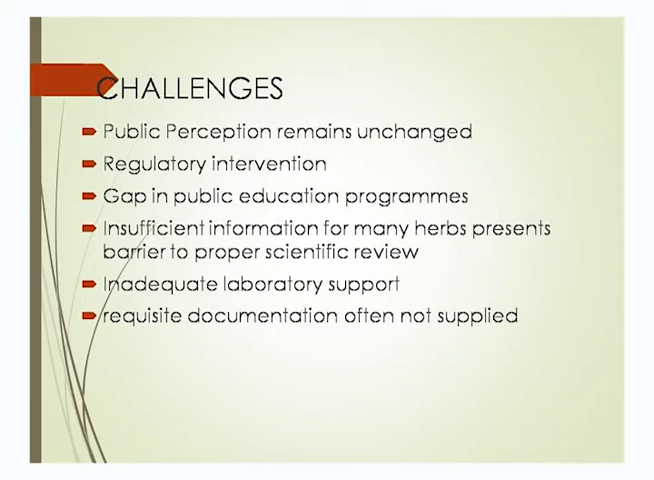 CHALLENGES
Public Perception remains unchanged
Regulatory intervention
Gap in public education programmes
Insufficient information for many herbs presents
barrier to proper scientific review
Inadequate laboratory support
requisite documentation often not supplied